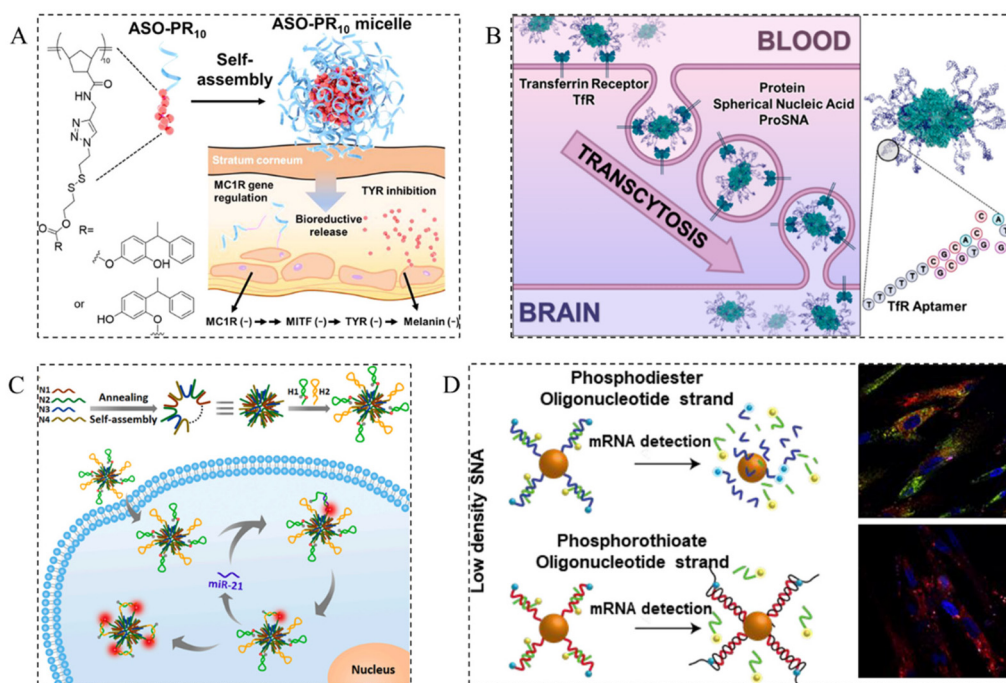 A
ASO-PR10
ASO-PR10 micelle
Self-
assembly
10
O
NH
N
N
N
S
S
O
O
R
R=
O
OH
or
HO
O
Stratum corneum
MC1R gene
regulation
TYR inhibition
Bioreductive
release
MC1R (-)
MITF (-)
TYR (-)
Melanin (-)
B
BLOOD
Transferrin Receptor
TfR
Protein
Spherical Nucleic Acid
ProSNA
TRANSCYTOSIS
BRAIN
T T T T T T C G C A C C A
G C G T G G
TfR Aptamer
C
N1
N2
N3
N4
Annealing
Self-assembly
H1
H2
miR-21
Nucleus
D
Low density SNA
Phosphodiester
Oligonucleotide strand
mRNA detection
Phosphorothioate
Oligonucleotide strand
mRNA detection